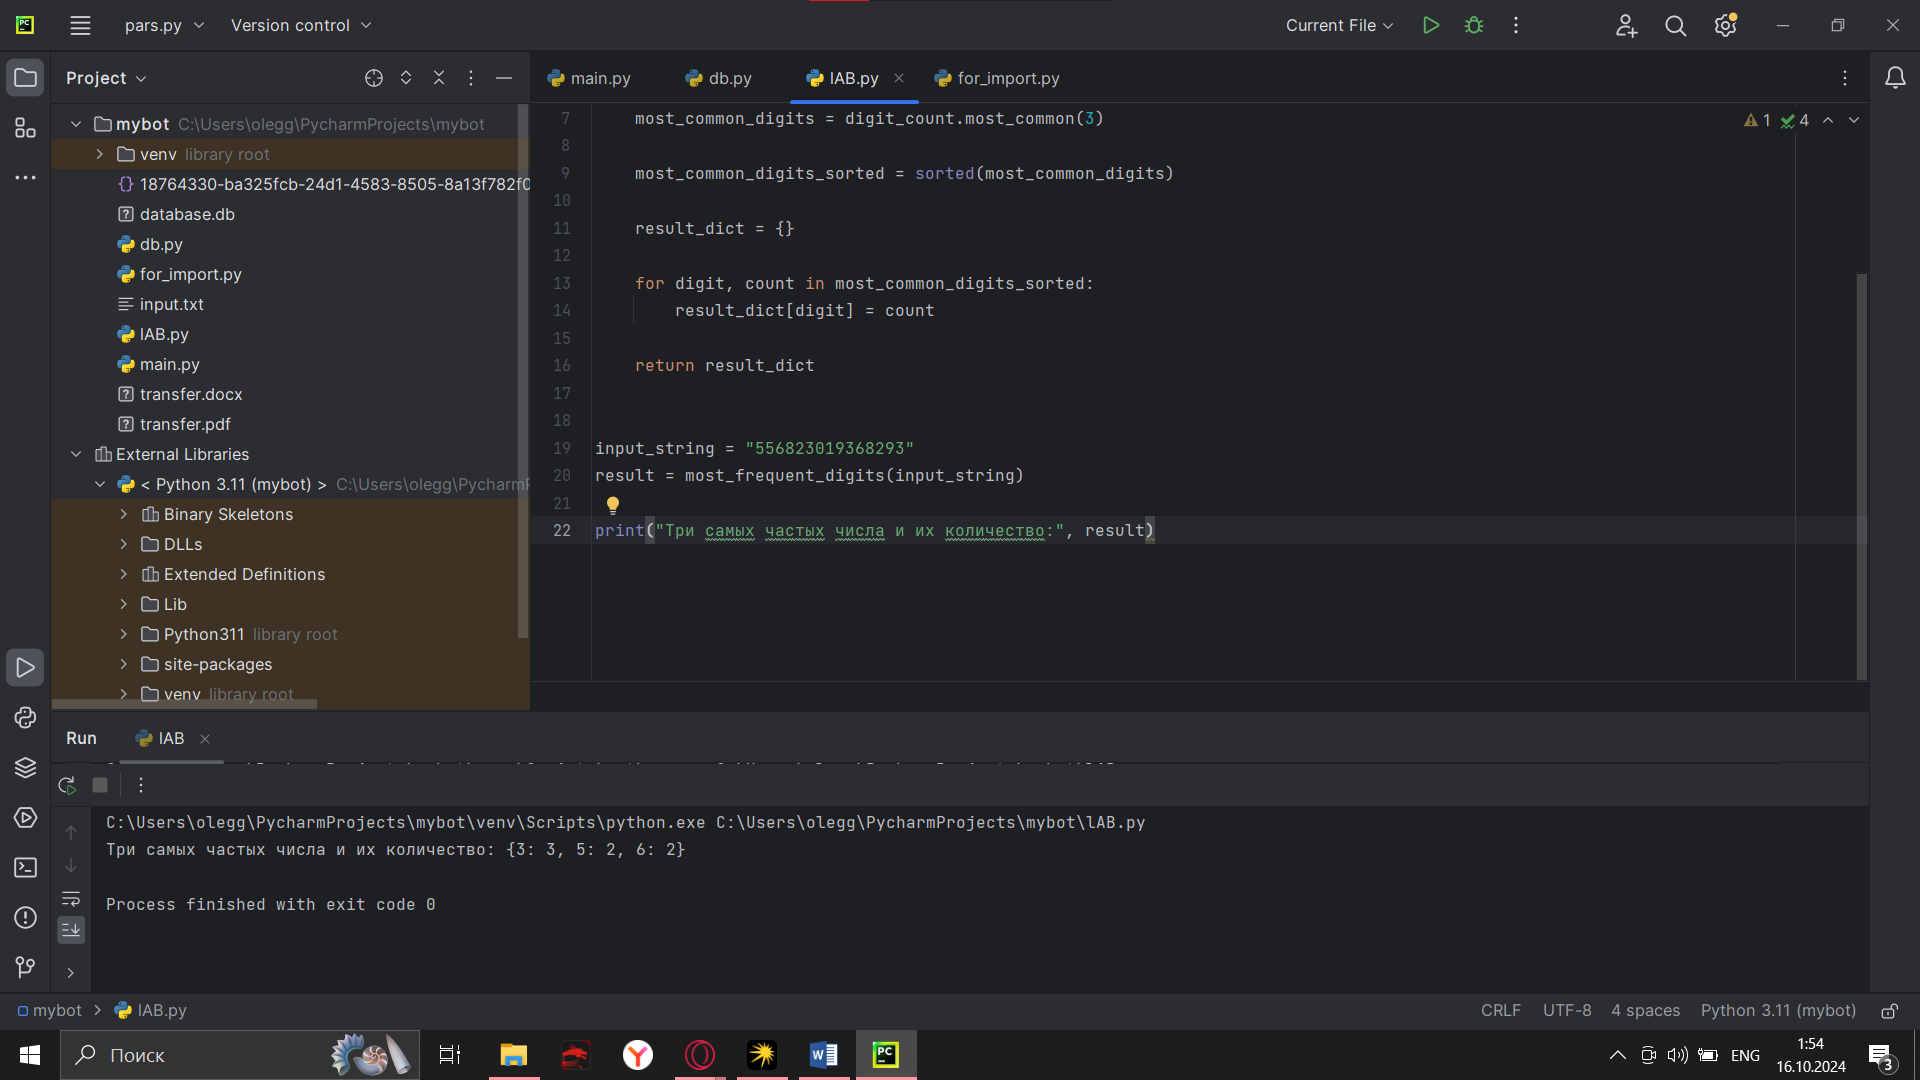 pars.py
Version control
Current File
Project
main.py
db.py
lAB.py
for_import.py
mybot C:\Users\olegg\PycharmProjects\mybot
venv library root
18764330-ba325fcb-24d1-4583-8505-8a13f782f0
database.db
db.py
for_import.py
input.txt
lAB.py
main.py
transfer.docx
transfer.pdf
External Libraries
< Python 3.11 (mybot) > C:\Users\olegg\PycharmP
Binary Skeletons
DLLs
Extended Definitions
Lib
Python311 library root
site-packages
venv library root
1 4
7 most_common_digits = digit_count.most_common(3)
8
9 most_common_digits_sorted = sorted(most_common_digits)
10
11 result_dict = {}
12
13 for digit, count in most_common_digits_sorted:
14 result_dict[digit] = count
15
16 return result_dict
17
18
19 input_string = "556823019368293"
20 result = most_frequent_digits(input_string)
21
22 print("Три самых частых числа и их количество:", result)
Run
lAB
C:\Users\olegg\PycharmProjects\mybot\venv\Scripts\python.exe C:\Users\olegg\PycharmProjects\mybot\lAB.py
Три самых частых числа и их количество: {3: 3, 5: 2, 6: 2}
Process finished with exit code 0
mybot > lAB.py
CRLF UTF-8 4 spaces Python 3.11 (mybot)
Поиск
ENG
1:54
16.10.2024
3